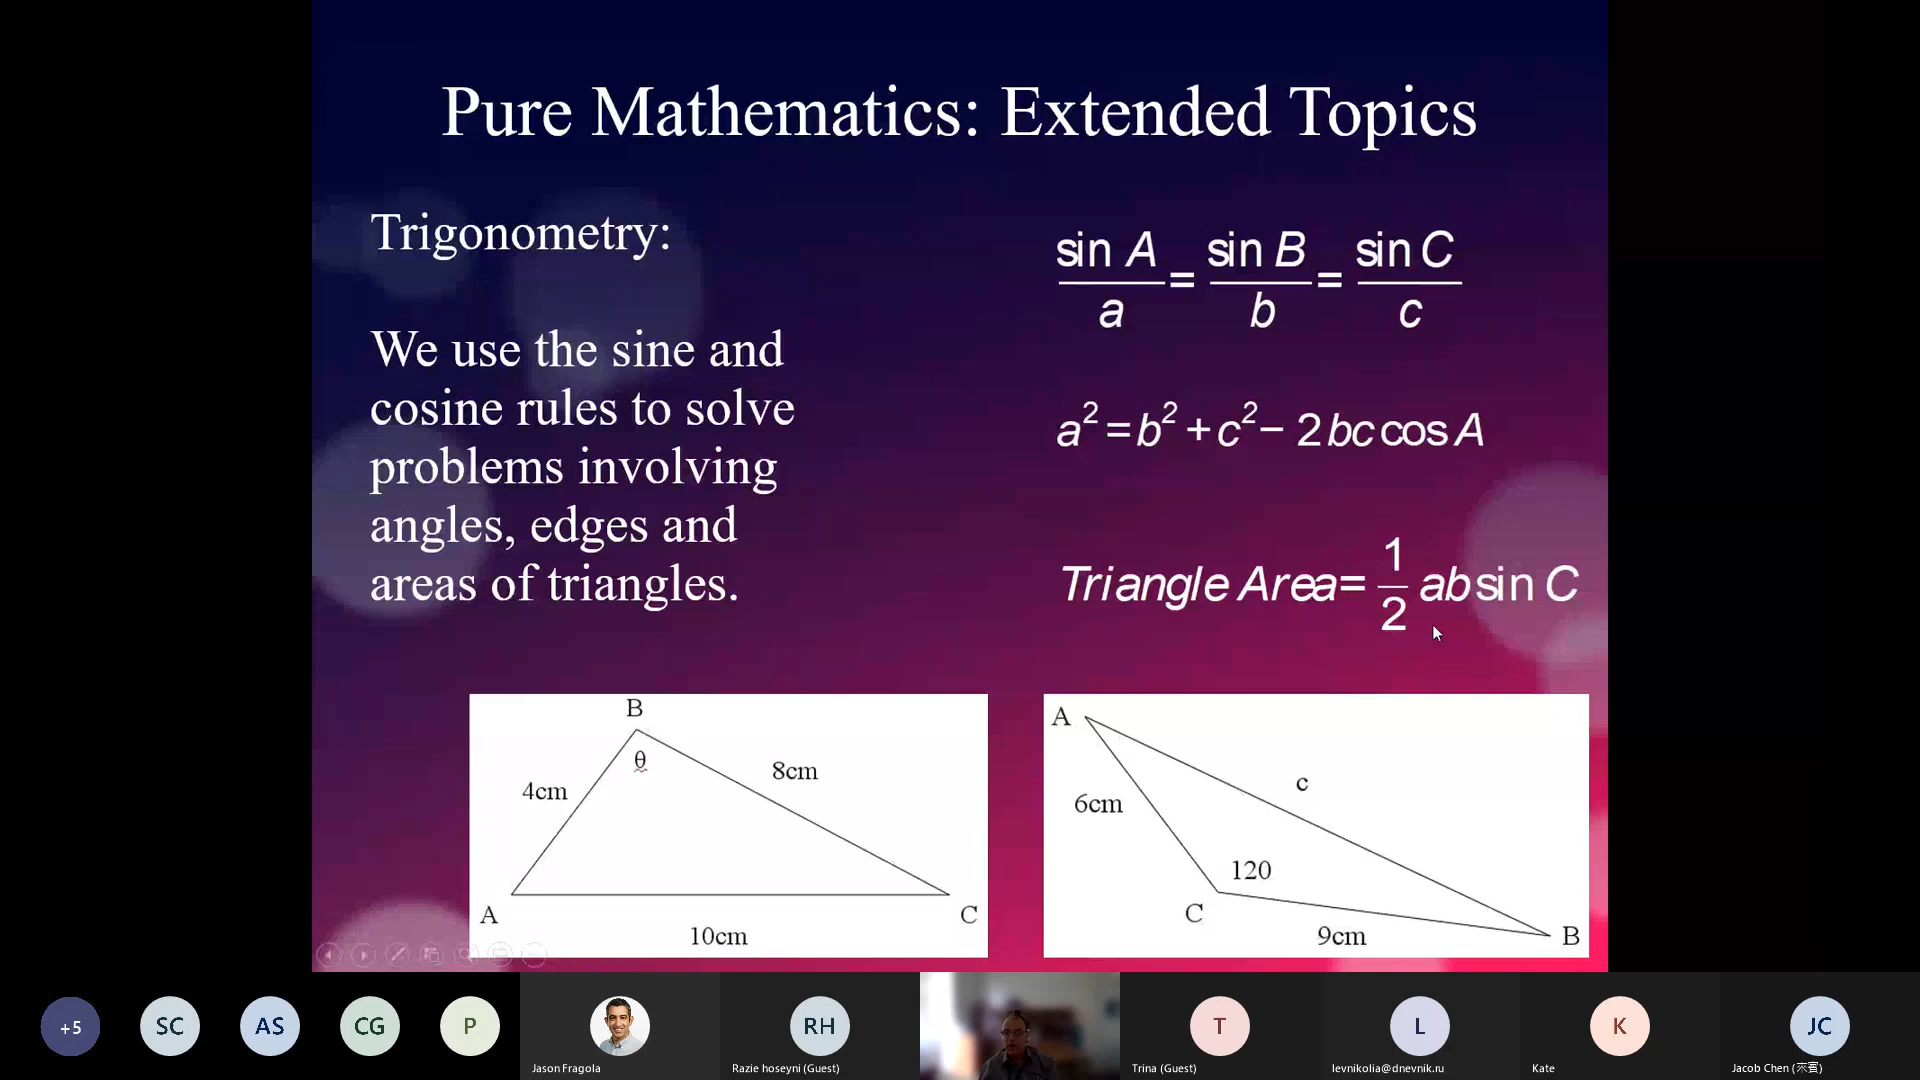 Pure Mathematics: Extended Topics
Trigonometry:
We use the sine and
cosine rules to solve
problems involving
angles, edges and
areas of triangles.
sin A / a = sin B / b = sin C / c
a² = b² + c² − 2bc cos A
Triangle Area = 1/2 ab sin C
B
θ
4cm
8cm
A
C
10cm
A
c
6cm
120
C
9cm
B
+5
SC
AS
CG
P
Jason Fragola
RH
Razie hoseyni (Guest)
T
Trina (Guest)
L
levnikolia@dnevnik.ru
K
Kate
JC
Jacob Chen (